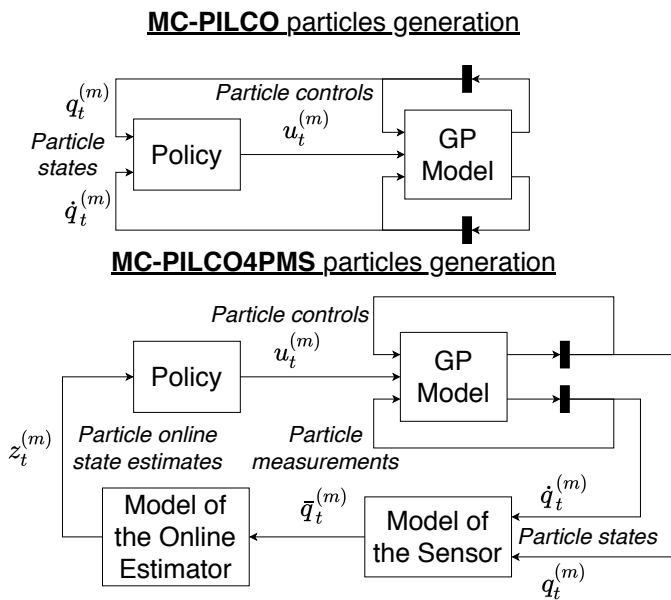 MC-PILCO particles generation
Particle controls
q_t^{(m)}
u_t^{(m)}
Particle
states
Policy
GP
Model
\dot{q}_t^{(m)}
MC-PILCO4PMS particles generation
Particle controls
u_t^{(m)}
Policy
GP
Model
z_t^{(m)}
Particle online
state estimates
Particle
measurements
\bar{q}_t^{(m)}
\dot{q}_t^{(m)}
Model of
the Online
Estimator
Model of
the Sensor
Particle states
q_t^{(m)}